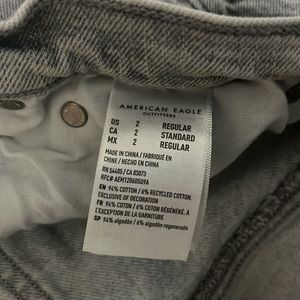 AMERICAN EAGLE
OUTFITTERS
US 2 REGULAR
CA 2 STANDARD
MX 2 REGULAR
MADE IN CHINA / FABRIQUÉ EN
CHINE / HECHO EN CHINA
RN 54485 / CA 03073
RFC# AEM120605U9A
EN: 94% COTTON / 6% RECYCLED COTTON.
EXCLUSIVE OF DECORATION
FR: 94% COTON / 6% COTON RÉGÉNÉRÉ, À
L'EXCEPTION DE LA GARNITURE
SP: 94% algodón / 6% algodón regenerado